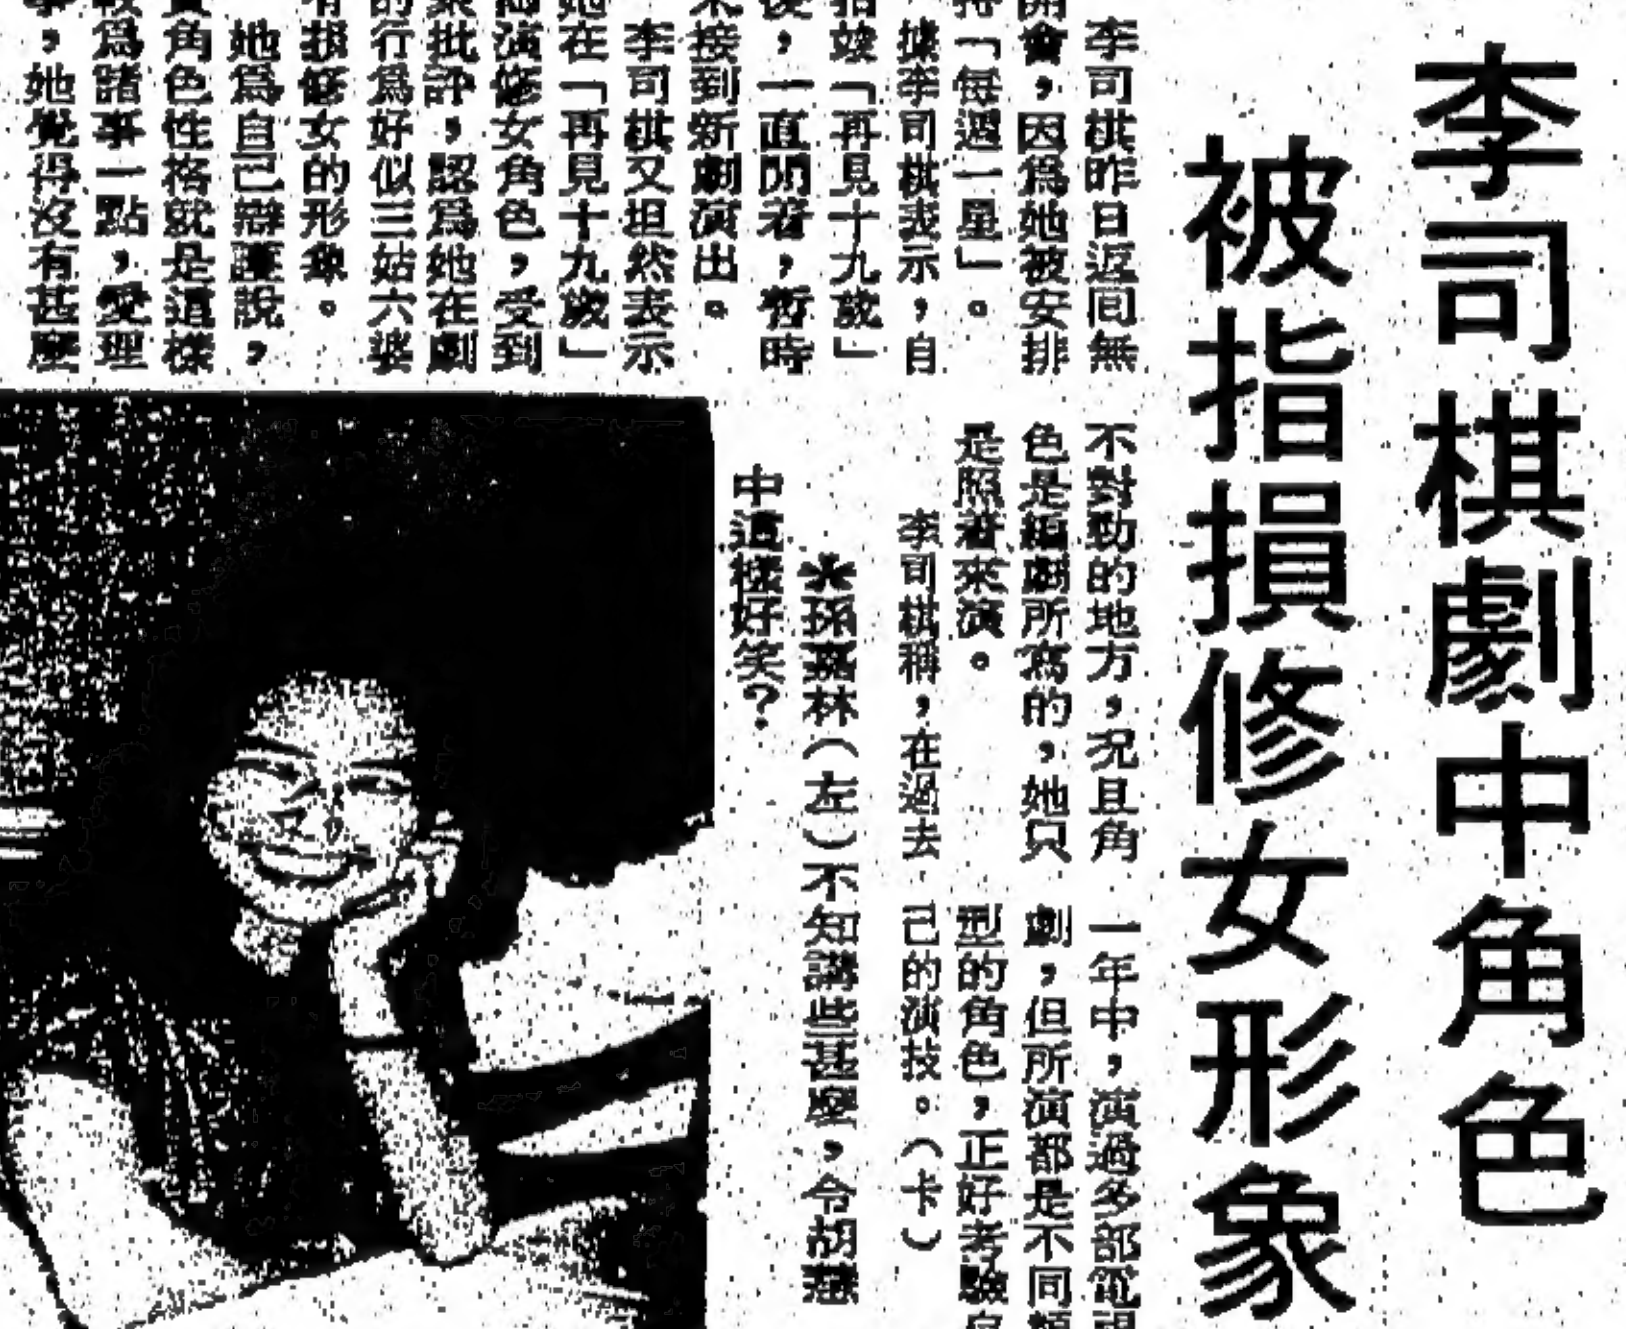 李司棋劇中角色
被指損修女形象
李司棋昨日返回無
開會，因爲她被安排
持「每週一星」。
據李司棋表示，自
拍竣「再見十九歲」
後，一直閒着，暫時
未接到新劇演出。
李司棋又坦然表示
她在「再見十九歲」
演修女角色，受到
批評，認爲她在劇
的行爲好似三姑六婆
有損修女的形象。
她爲自己辯護說，
角色性格就是這樣
較爲諸事一點，愛理
事，她覺得沒有甚麼
不對勁的地方，況且角
色是編劇所寫的，她只
是照着來演。
李司棋稱，在過去
一年中，演過多部電視
劇，但所演都是不同類
型的角色，正好考驗自
己的演技。（卡）
*孫嘉林（左）不知講些甚麼，令胡慧
中這樣好笑？